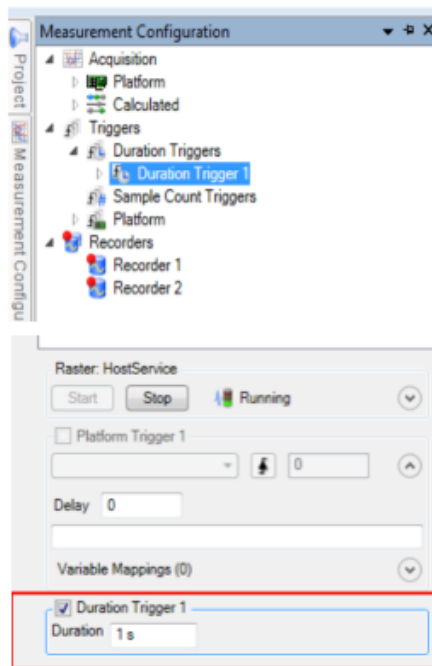 Measurement Configuration
Project
Measurement Configu
Acquisition
Platform
Calculated
Triggers
Duration Triggers
Duration Trigger 1
Sample Count Triggers
Platform
Recorders
Recorder 1
Recorder 2
Raster: HostService
Start Stop Running
Platform Trigger 1
0
Delay 0
Variable Mappings (0)
Duration Trigger 1
Duration 1 s